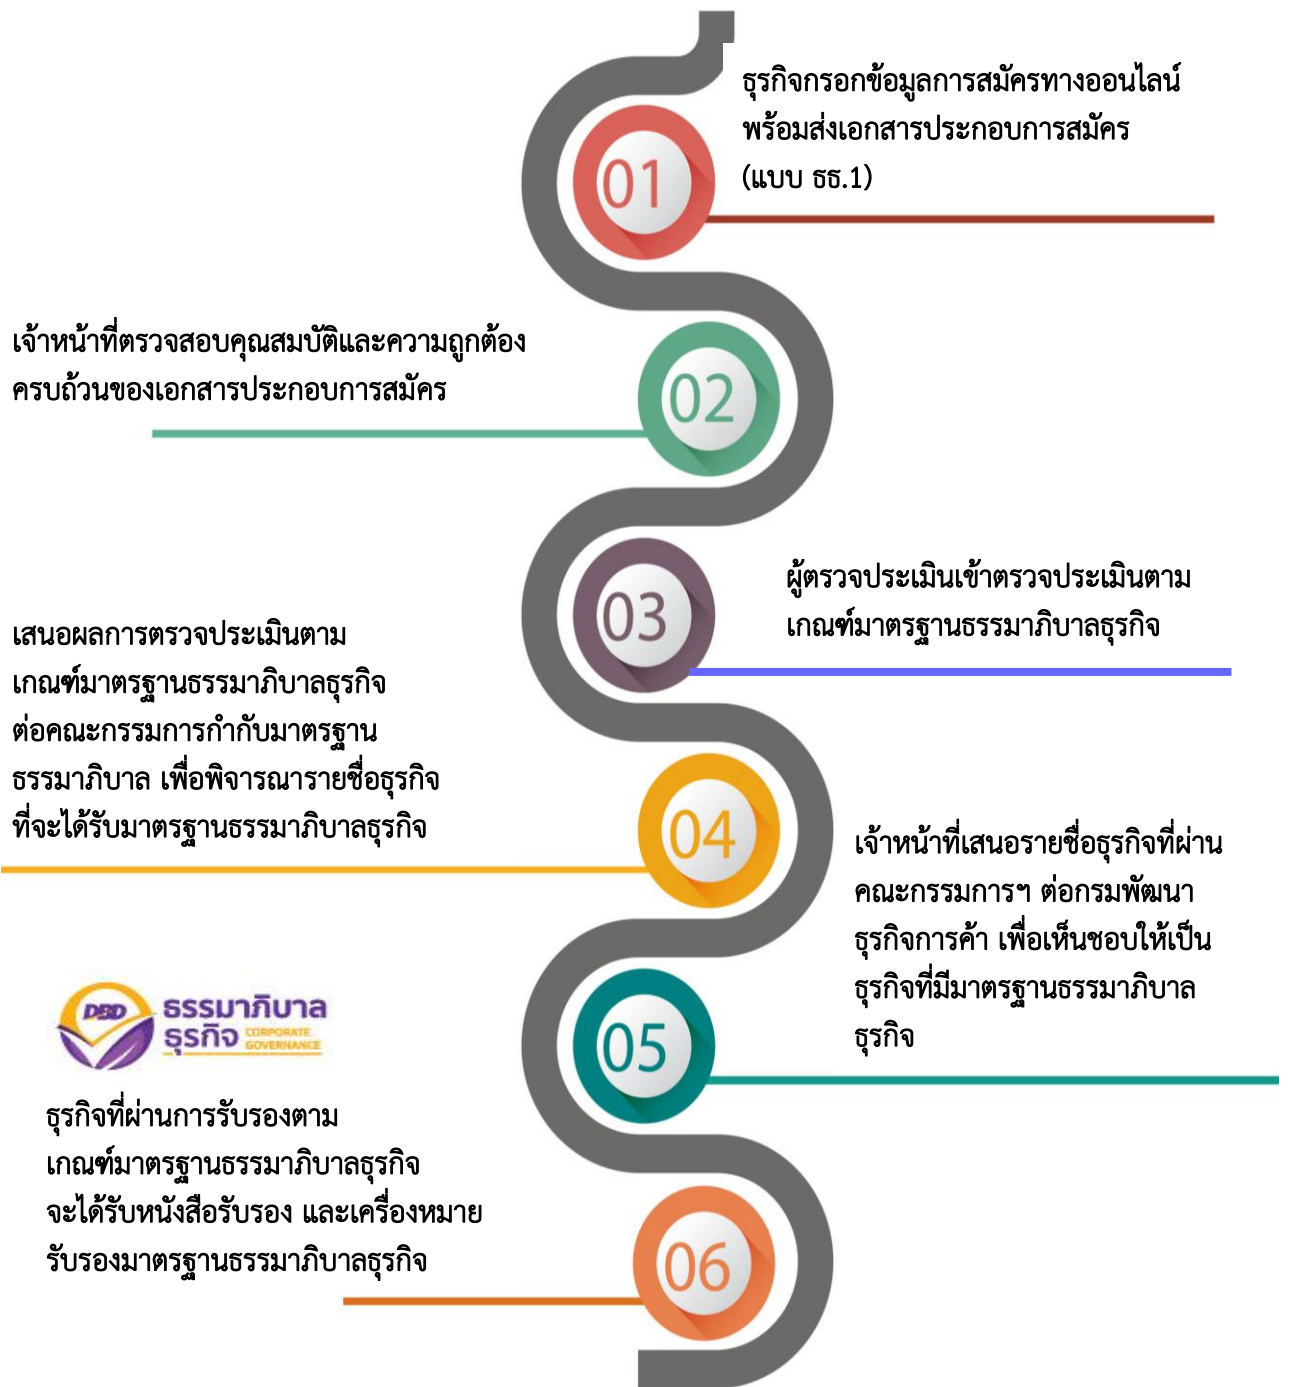 ธุรกิจกรอกข้อมูลการสมัครทางออนไลน์
พร้อมส่งเอกสารประกอบการสมัคร
(แบบ ธธ.1)
01
เจ้าหน้าที่ตรวจสอบคุณสมบัติและความถูกต้อง
ครบถ้วนของเอกสารประกอบการสมัคร
02
ผู้ตรวจประเมินเข้าตรวจประเมินตาม
เกณฑ์มาตรฐานธรรมาภิบาลธุรกิจ
03
เสนอผลการตรวจประเมินตาม
เกณฑ์มาตรฐานธรรมาภิบาลธุรกิจ
ต่อคณะกรรมการกำกับมาตรฐาน
ธรรมาภิบาล เพื่อพิจารณารายชื่อธุรกิจ
ที่จะได้รับมาตรฐานธรรมาภิบาลธุรกิจ
04
เจ้าหน้าที่เสนอรายชื่อธุรกิจที่ผ่าน
คณะกรรมการฯ ต่อกรมพัฒนา
ธุรกิจการค้า เพื่อเห็นชอบให้เป็น
ธุรกิจที่มีมาตรฐานธรรมาภิบาล
ธุรกิจ
05
DBD
ธรรมาภิบาล
ธุรกิจ CORPORATE
GOVERNANCE
ธุรกิจที่ผ่านการรับรองตาม
เกณฑ์มาตรฐานธรรมาภิบาลธุรกิจ
จะได้รับหนังสือรับรอง และเครื่องหมาย
รับรองมาตรฐานธรรมาภิบาลธุรกิจ
06